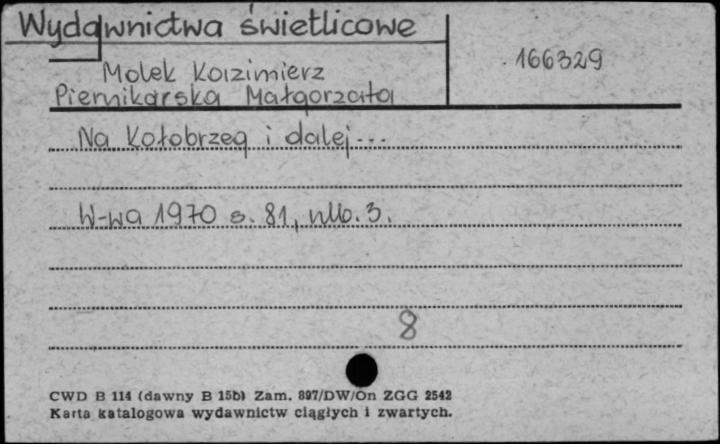 Wydawnictwa świetlicowe
166329
Molek Kazimierz
Piernikarska Małgorzata
Na Kołobrzeg i dalej...
W-wa 1970 s. 81, nlb. 3.
8
CWD B 114 (dawny B 15b) Zam. 897/DW/On ZGG 2542
Karta katalogowa wydawnictw ciągłych i zwartych.